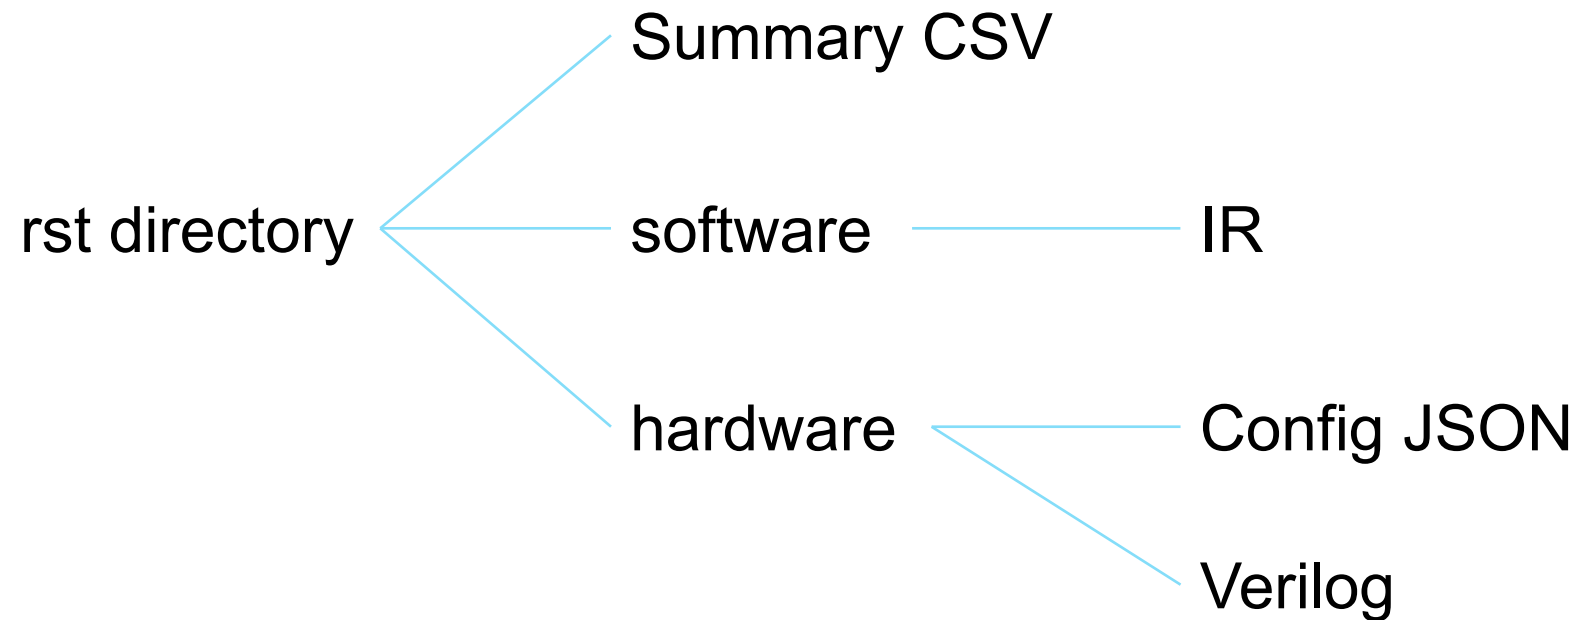 Summary CSV
rst directory
software
IR
hardware
Config JSON
Verilog